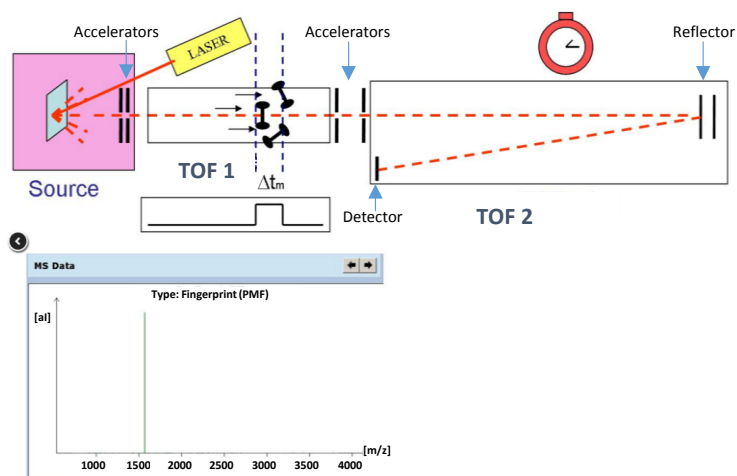 Accelerators
LASER
Accelerators
Reflector
Source
TOF 1
Δtm
Detector
TOF 2
MS Data
Type: Fingerprint (PMF)
[aI]
[m/z]
1000 1500 2000 2500 3000 3500 4000